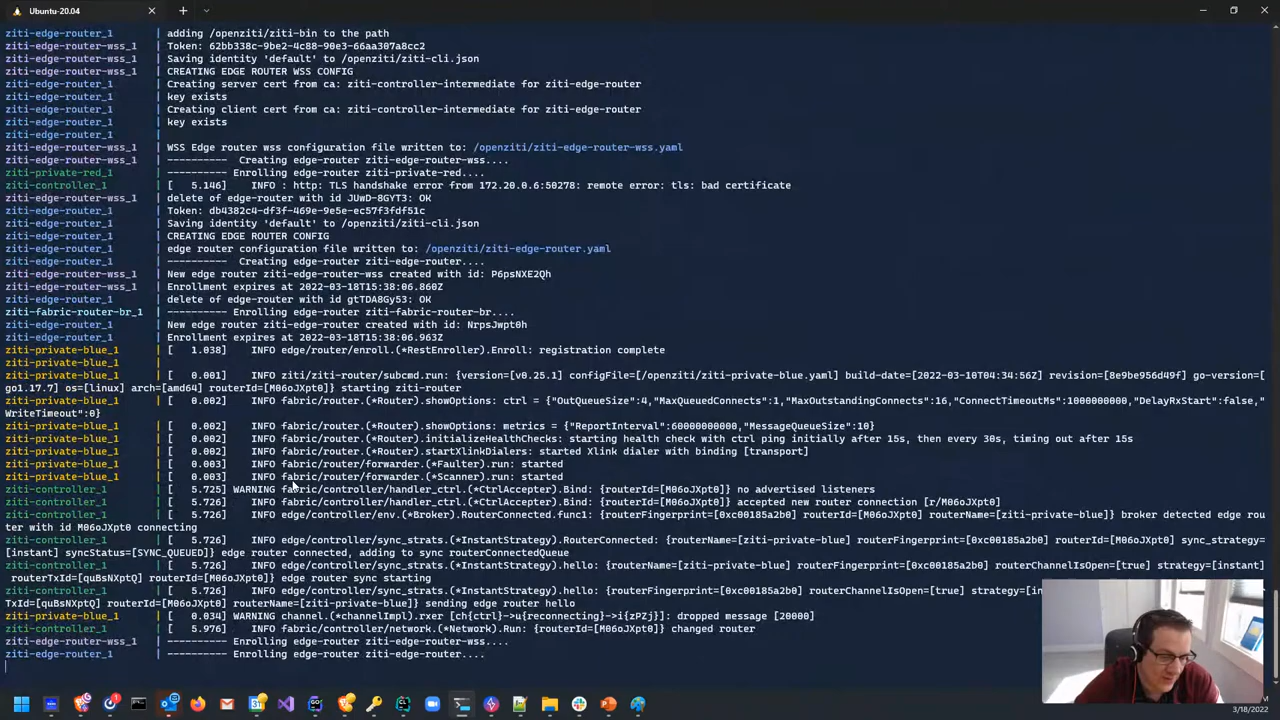 Ubuntu-20.04
ziti-edge-router_1 | adding /openziti/ziti-bin to the path
ziti-edge-router-wss_1 | Token: 62bb338c-9be2-4c88-90e3-66aa307a8cc2
ziti-edge-router-wss_1 | Saving identity 'default' to /openziti/ziti-cli.json
ziti-edge-router-wss_1 | CREATING EDGE ROUTER WSS CONFIG
ziti-edge-router_1 | Creating server cert from ca: ziti-controller-intermediate for ziti-edge-router
ziti-edge-router_1 | key exists
ziti-edge-router_1 | Creating client cert from ca: ziti-controller-intermediate for ziti-edge-router
ziti-edge-router_1 | key exists
ziti-edge-router_1 |
ziti-edge-router-wss_1 | WSS Edge router wss configuration file written to: /openziti/ziti-edge-router-wss.yaml
ziti-edge-router-wss_1 | ---------- Creating edge-router ziti-edge-router-wss....
ziti-private-red_1 | ---------- Enrolling ziti-private-red....
ziti-controller_1 | [ 5.146] INFO : http: TLS handshake error from 172.20.0.6:50278: remote error: tls: bad certificate
ziti-edge-router-wss_1 | delete of edge-router with id JUwD-8GYT3: OK
ziti-edge-router_1 | Token: db4382c4-df3f-469e-9e5e-ec57f3fdf51c
ziti-edge-router_1 | Saving identity 'default' to /openziti/ziti-cli.json
ziti-edge-router_1 | CREATING EDGE ROUTER CONFIG
ziti-edge-router_1 | edge router configuration file written to: /openziti/ziti-edge-router.yaml
ziti-edge-router_1 | ---------- Creating edge-router ziti-edge-router....
ziti-edge-router-wss_1 | New edge router ziti-edge-router-wss created with id: P6psNXE2Qh
ziti-edge-router-wss_1 | Enrollment expires at 2022-03-18T15:38:06.860Z
ziti-edge-router_1 | delete of edge-router with id gtTDA8Gy53: OK
ziti-fabric-router-br_1 | ---------- Enrolling ziti-fabric-router-br....
ziti-edge-router_1 | New edge router ziti-edge-router created with id: NrpsJwpt0h
ziti-edge-router_1 | Enrollment expires at 2022-03-18T15:38:06.963Z
ziti-private-blue_1 | [ 1.038] INFO edge/router/enroll.(*RestEnroller).Enroll: registration complete
ziti-private-blue_1 |
ziti-private-blue_1 | [ 0.001] INFO ziti/ziti-router/subcmd.run: {version=[v0.25.1] configFile=[/openziti/ziti-private-blue.yaml] build-date=[2022-03-10T04:34:56Z] revision=[8e9be956d49f] go-version=[
go1.17.7] os=[linux] arch=[amd64] routerId=[M06oJXpt0]} starting ziti-router
ziti-private-blue_1 | [ 0.002] INFO fabric/router.(*Router).showOptions: ctrl = {"OutQueueSize":4,"MaxQueuedConnects":1,"MaxOutstandingConnects":16,"ConnectTimeoutMs":1000000000,"DelayRxStart":false,"
WriteTimeout":0}
ziti-private-blue_1 | [ 0.002] INFO fabric/router.(*Router).showOptions: metrics = {"ReportInterval":60000000000,"MessageQueueSize":10}
ziti-private-blue_1 | [ 0.002] INFO fabric/router.(*Router).initializeHealthChecks: starting health check with ctrl ping initially after 15s, then every 30s, timing out after 15s
ziti-private-blue_1 | [ 0.002] INFO fabric/router.(*Router).startXlinkDialers: started Xlink dialer with binding [transport]
ziti-private-blue_1 | [ 0.003] INFO fabric/router/forwarder.(*Faulter).run: started
ziti-private-blue_1 | [ 0.003] INFO fabric/router/forwarder.(*Scanner).run: started
ziti-controller_1 | [ 5.725] WARNING fabric/controller/handler_ctrl.(*CtrlAccepter).Bind: {routerId=[M06oJXpt0]} no advertised listeners
ziti-controller_1 | [ 5.726] INFO fabric/controller/handler_ctrl.(*CtrlAccepter).Bind: {routerId=[M06oJXpt0]} accepted new router connection [r/M06oJXpt0]
ziti-controller_1 | [ 5.726] INFO edge/controller/env.(*Broker).RouterConnected.func1: {routerFingerprint=[0xc00185a2b0] routerId=[M06oJXpt0] routerName=[ziti-private-blue]} broker detected edge rou
ter with id M06oJXpt0 connecting
ziti-controller_1 | [ 5.726] INFO edge/controller/sync_strats.(*InstantStrategy).RouterConnected: {routerName=[ziti-private-blue] routerFingerprint=[0xc00185a2b0] routerId=[M06oJXpt0] sync_strategy=
[instant] syncStatus=[SYNC_QUEUED]} edge router connected, adding to sync routerConnectedQueue
ziti-controller_1 | [ 5.726] INFO edge/controller/sync_strats.(*InstantStrategy).hello: {routerName=[ziti-private-blue] routerFingerprint=[0xc00185a2b0] routerChannelIsOpen=[true] strategy=[instant]
routerTxId=[quBsNXptQ] routerId=[M06oJXpt0]} edge router sync starting
ziti-controller_1 | [ 5.726] INFO edge/controller/sync_strats.(*InstantStrategy).hello: {routerFingerprint=[0xc00185a2b0] routerChannelIsOpen=[true] strategy=[ins
TxId=[quBsNXptQ] routerId=[M06oJXpt0] routerName=[ziti-private-blue]} sending edge router hello
ziti-private-blue_1 | [ 0.034] WARNING channel.(*channelImpl).rxer [ch{ctrl}->u{reconnecting}->i{zPZj}]: dropped message [20000]
ziti-controller_1 | [ 5.976] INFO fabric/controller/network.(*Network).Run: {routerId=[M06oJXpt0]} changed router
ziti-edge-router-wss_1 | ---------- Enrolling edge-router ziti-edge-router-wss....
ziti-edge-router_1 | ---------- Enrolling edge-router ziti-edge-router....
3/18/2022